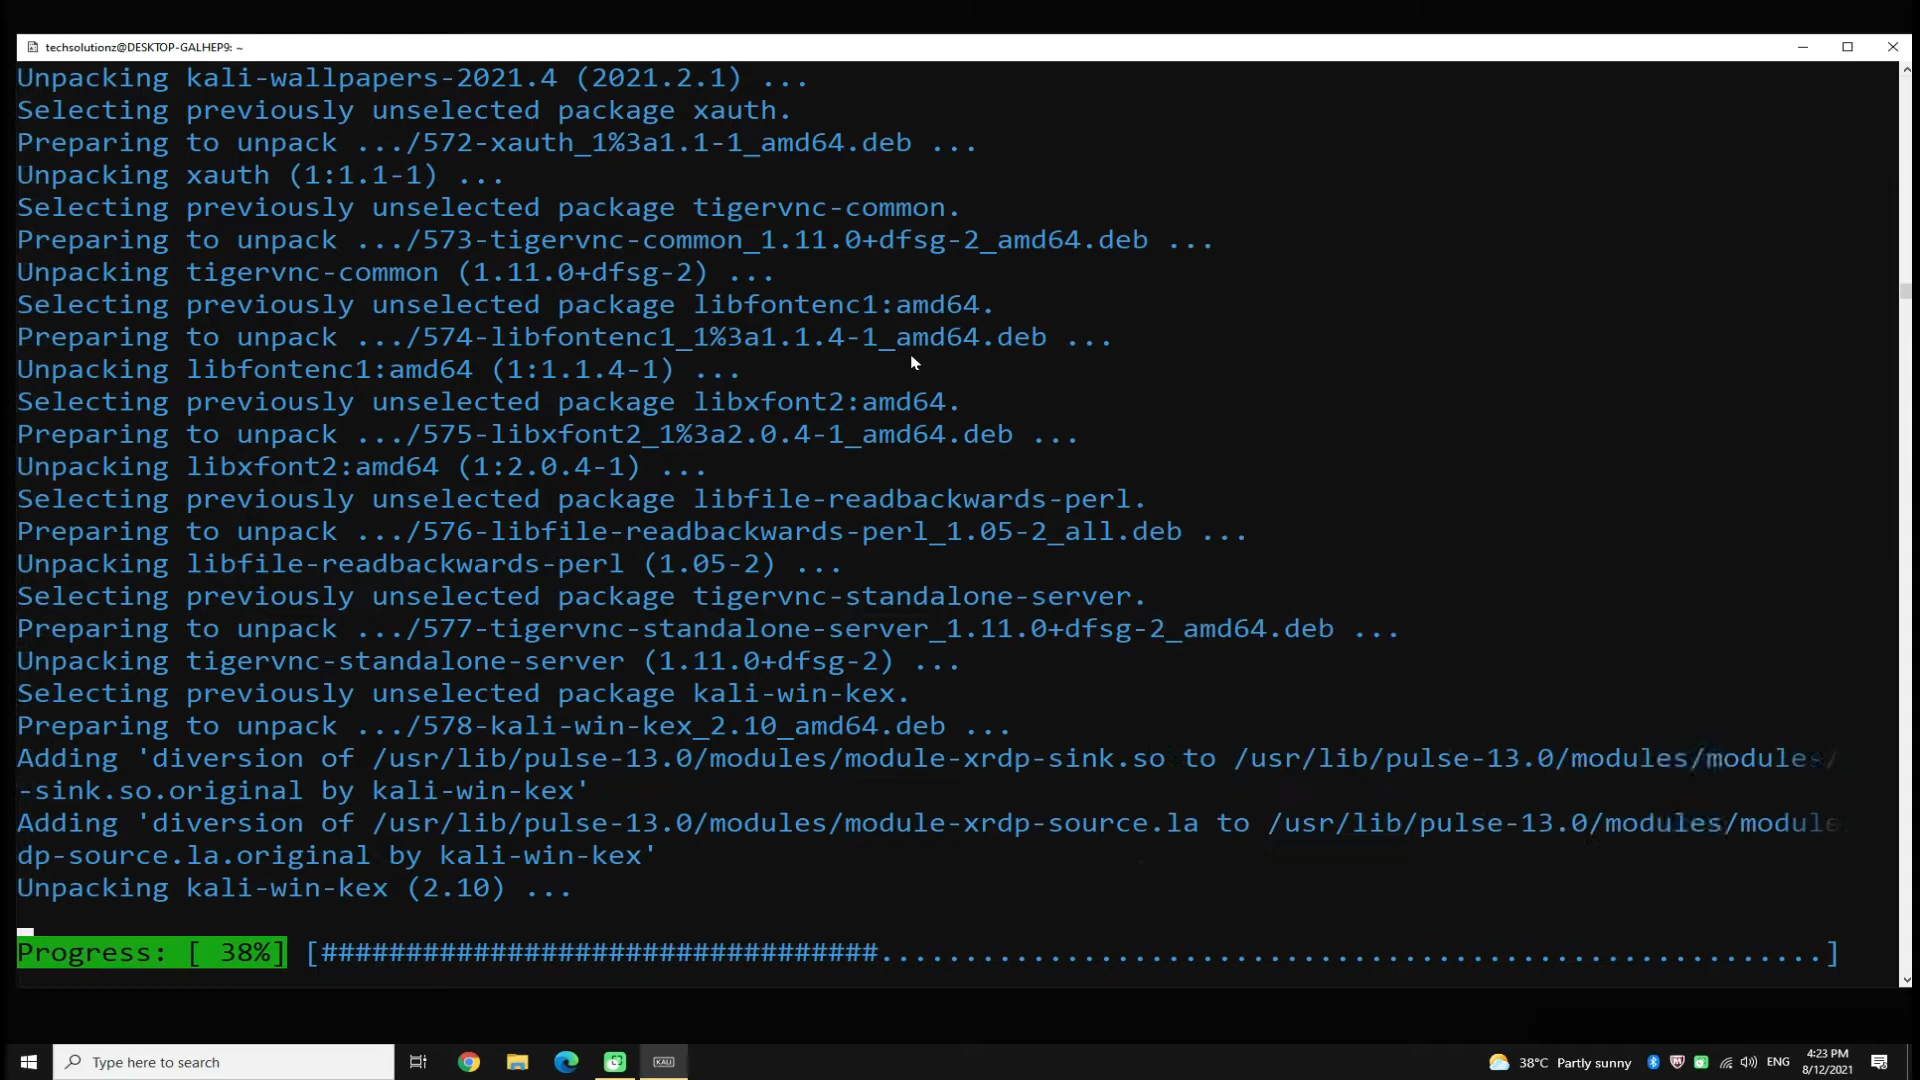 techsolutionz@DESKTOP-GALHEP9: ~
Unpacking kali-wallpapers-2021.4 (2021.2.1) ...
Selecting previously unselected package xauth.
Preparing to unpack .../572-xauth_1%3a1.1-1_amd64.deb ...
Unpacking xauth (1:1.1-1) ...
Selecting previously unselected package tigervnc-common.
Preparing to unpack .../573-tigervnc-common_1.11.0+dfsg-2_amd64.deb ...
Unpacking tigervnc-common (1.11.0+dfsg-2) ...
Selecting previously unselected package libfontenc1:amd64.
Preparing to unpack .../574-libfontenc1_1%3a1.1.4-1_amd64.deb ...
Unpacking libfontenc1:amd64 (1:1.1.4-1) ...
Selecting previously unselected package libxfont2:amd64.
Preparing to unpack .../575-libxfont2_1%3a2.0.4-1_amd64.deb ...
Unpacking libxfont2:amd64 (1:2.0.4-1) ...
Selecting previously unselected package libfile-readbackwards-perl.
Preparing to unpack .../576-libfile-readbackwards-perl_1.05-2_all.deb ...
Unpacking libfile-readbackwards-perl (1.05-2) ...
Selecting previously unselected package tigervnc-standalone-server.
Preparing to unpack .../577-tigervnc-standalone-server_1.11.0+dfsg-2_amd64.deb ...
Unpacking tigervnc-standalone-server (1.11.0+dfsg-2) ...
Selecting previously unselected package kali-win-kex.
Preparing to unpack .../578-kali-win-kex_2.10_amd64.deb ...
Adding 'diversion of /usr/lib/pulse-13.0/modules/module-xrdp-sink.so to /usr/lib/pulse-13.0/modules/modules/
-sink.so.original by kali-win-kex'
Adding 'diversion of /usr/lib/pulse-13.0/modules/module-xrdp-source.la to /usr/lib/pulse-13.0/modules/module
dp-source.la.original by kali-win-kex'
Unpacking kali-win-kex (2.10) ...
Progress: [ 38%] [#################################........................................................]
Type here to search
KALI
38°C Partly sunny
ENG
4:23 PM
8/12/2021